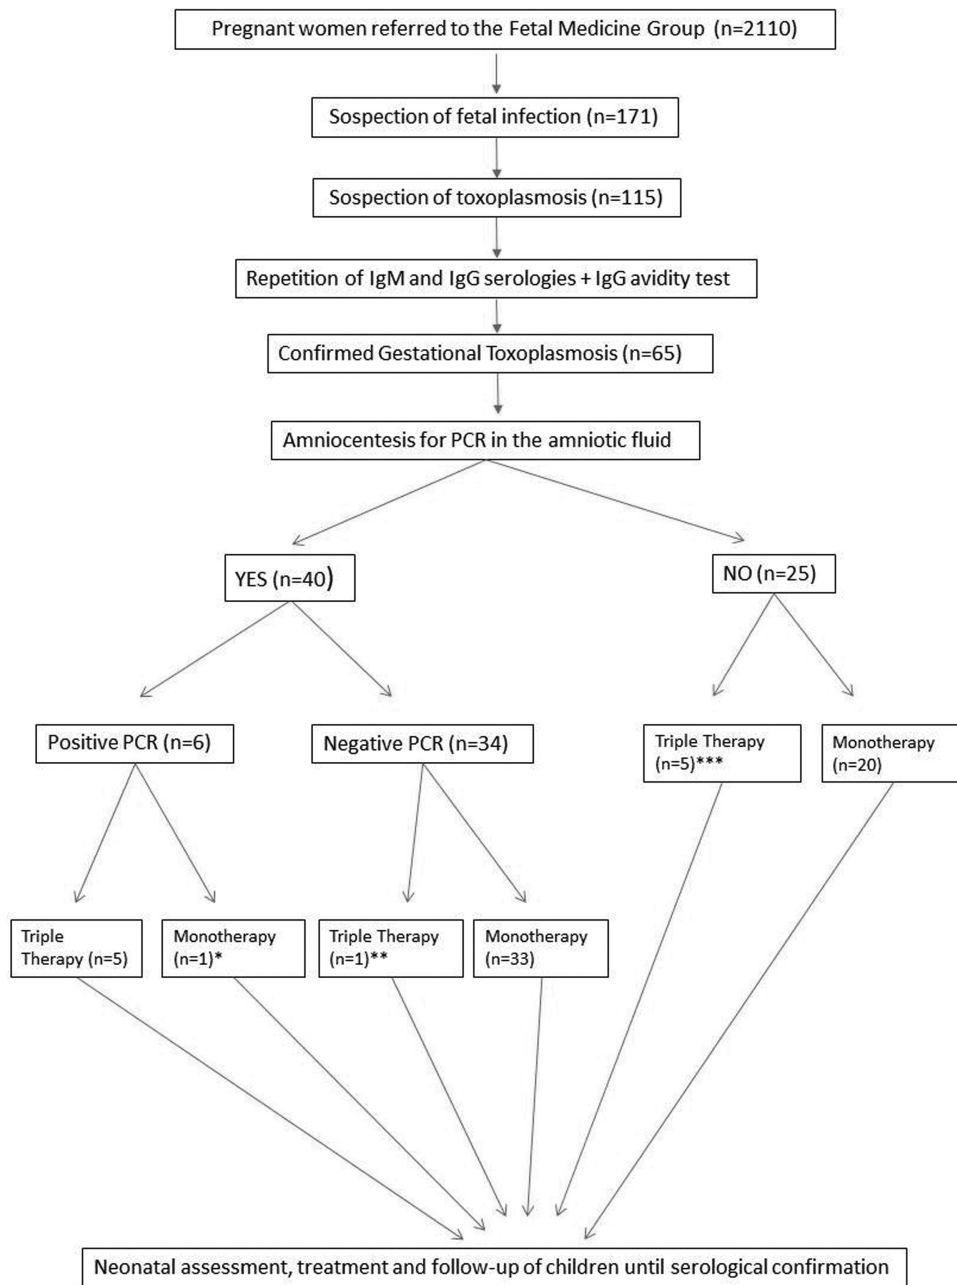 Pregnant women referred to the Fetal Medicine Group (n=2110)
Sospection of fetal infection (n=171)
Sospection of toxoplasmosis (n=115)
Repetition of IgM and IgG serologies + IgG avidity test
Confirmed Gestational Toxoplasmosis (n=65)
Amniocentesis for PCR in the amniotic fluid
YES (n=40)
NO (n=25)
Positive PCR (n=6)
Negative PCR (n=34)
Triple Therapy
(n=5)***
Monotherapy
(n=20)
Triple
Therapy (n=5)
Monotherapy
(n=1)*
Triple Therapy
(n=1)**
Monotherapy
(n=33)
Neonatal assessment, treatment and follow-up of children until serological confirmation